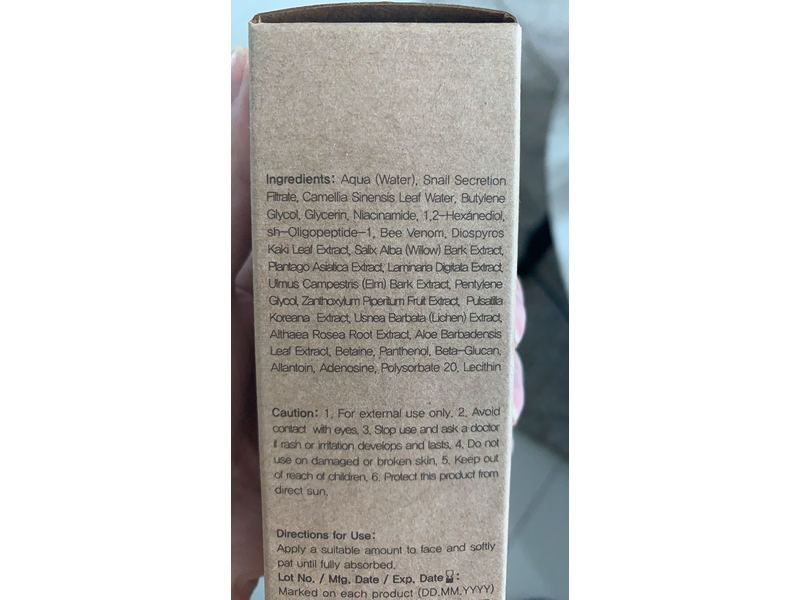 Ingredients: Aqua (Water), Snail Secretion
Filtrate, Camellia Sinensis Leaf Water, Butylene
Glycol, Glycerin, Niacinamide, 1,2-Hexánediol,
sh-Oligopeptide-1, Bee Venom, Diospyros
Kaki Leaf Extract, Salix Alba (Willow) Bark Extract,
Plantago Asiatica Extract, Laminaria Digitata Extract,
Ulmus Campestris (Elm) Bark Extract, Pentylene
Glycol, Zanthoxylum Piperitum Fruit Extract, Pulsatilla
Koreana Extract, Usnea Barbata (Lichen) Extract,
Althaea Rosea Root Extract, Aloe Barbadensis
Leaf Extract, Betaine, Panthenol, Beta-Glucan,
Allantoin, Adenosine, Polysorbate 20, Lecithin
Caution: 1. For external use only. 2. Avoid
contact with eyes. 3. Stop use and ask a doctor
if rash or irritation develops and lasts. 4. Do not
use on damaged or broken skin. 5. Keep out
of reach of children. 6. Protect this product from
direct sun.
Directions for Use:
Apply a suitable amount to face and softly
pat until fully absorbed.
Lot No. / Mfg. Date / Exp. Date:
Marked on each product (DD.MM.YYYY)